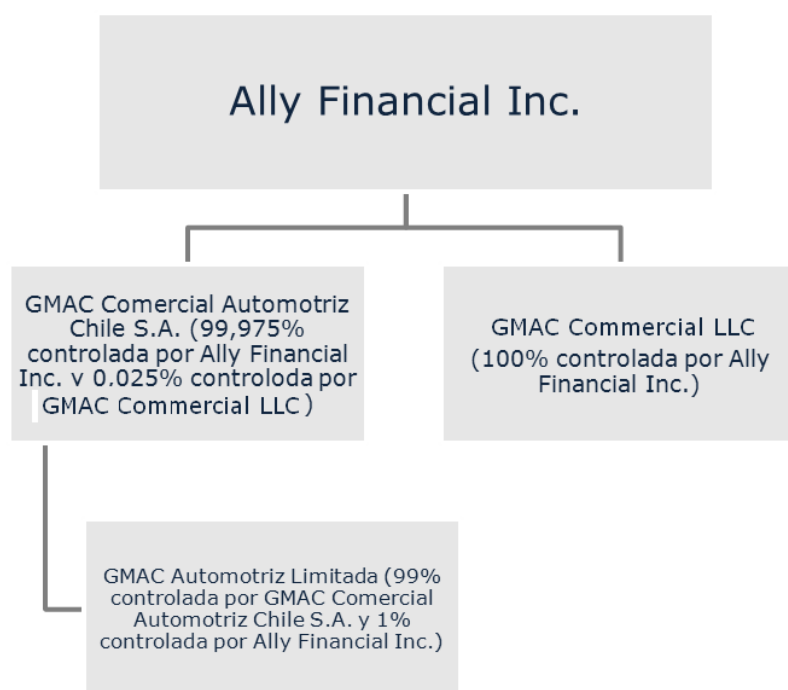 Ally Financial Inc.
GMAC Comercial Automotriz
Chile S.A. (99,975%
controlada por Ally Financial
Inc. v 0.025% controloda por
GMAC Commercial LLC )
GMAC Commercial LLC
(100% controlada por Ally
Financial Inc.)
GMAC Automotriz Limitada (99%
controlada por GMAC Comercial
Automotriz Chile S.A. y 1%
controlada por Ally Financial Inc.)